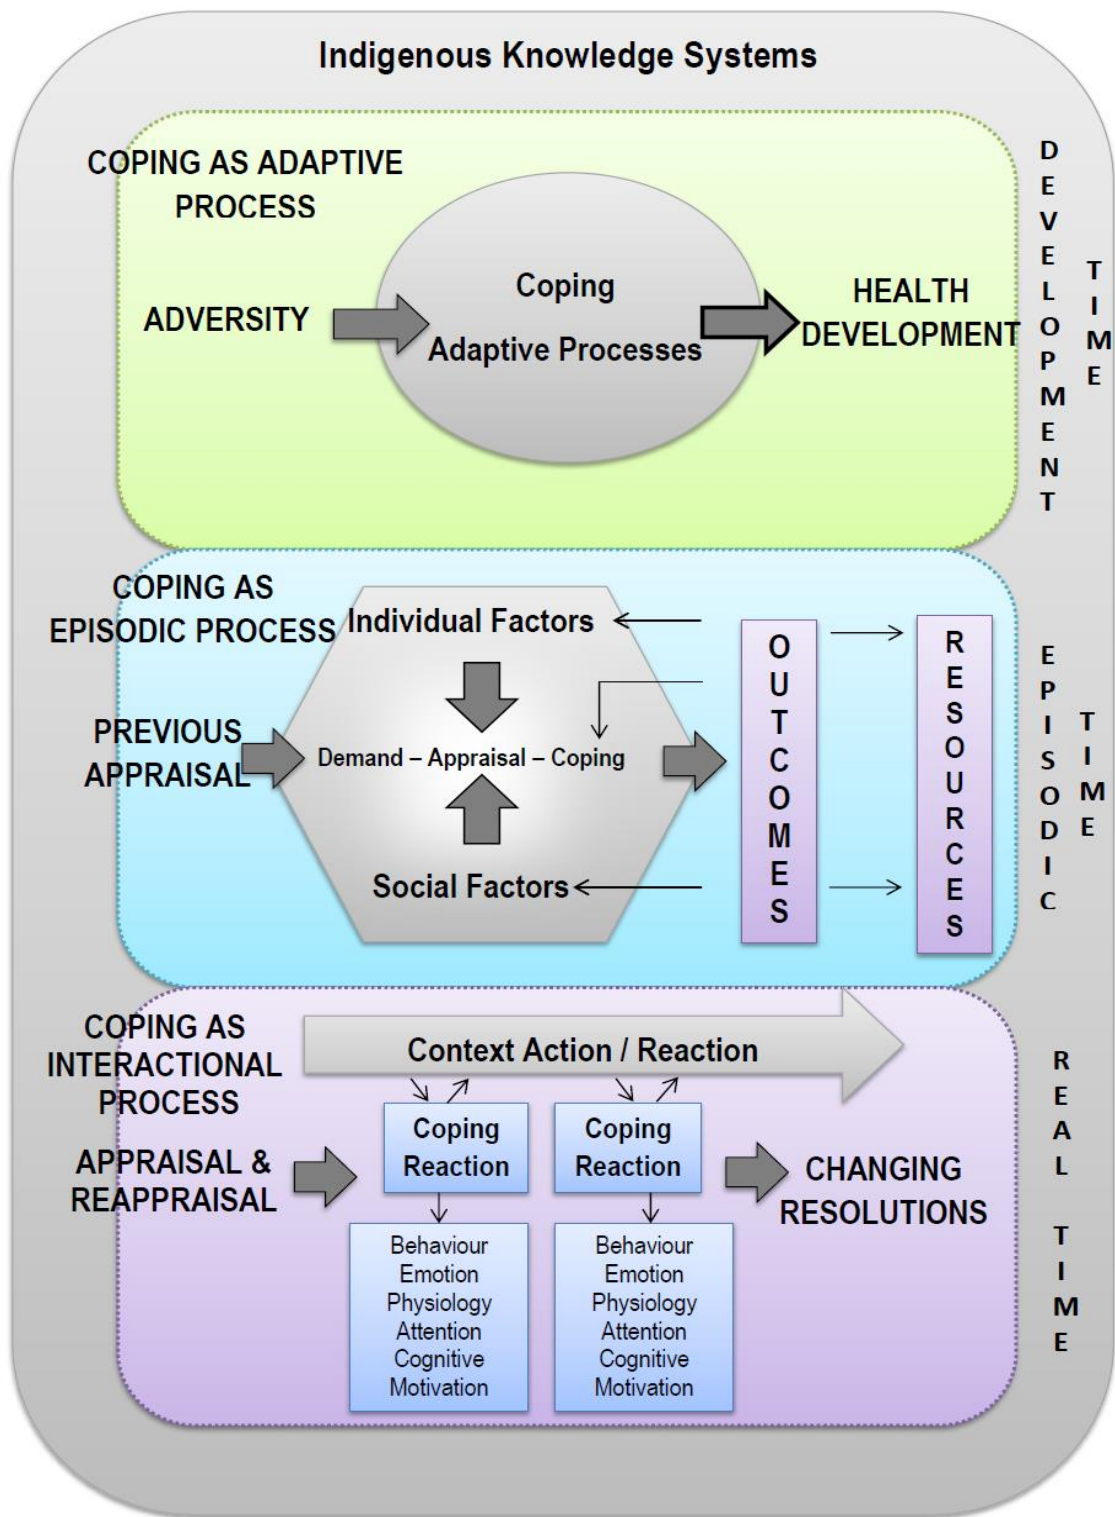 Indigenous Knowledge Systems
COPING AS ADAPTIVE
PROCESS
ADVERSITY
Coping
Adaptive Processes
HEALTH
DEVELOPMENT
DEVELOPMENT
TIME
COPING AS
EPISODIC PROCESS
PREVIOUS
APPRAISAL
Individual Factors
Demand – Appraisal – Coping
Social Factors
OUTCOMES
RESOURCES
EPISODIC
TIME
COPING AS
INTERACTIONAL
PROCESS
APPRAISAL &
REAPPRAISAL
Context Action / Reaction
Coping
Reaction
Behaviour
Emotion
Physiology
Attention
Cognitive
Motivation
Coping
Reaction
Behaviour
Emotion
Physiology
Attention
Cognitive
Motivation
CHANGING
RESOLUTIONS
REAL TIME